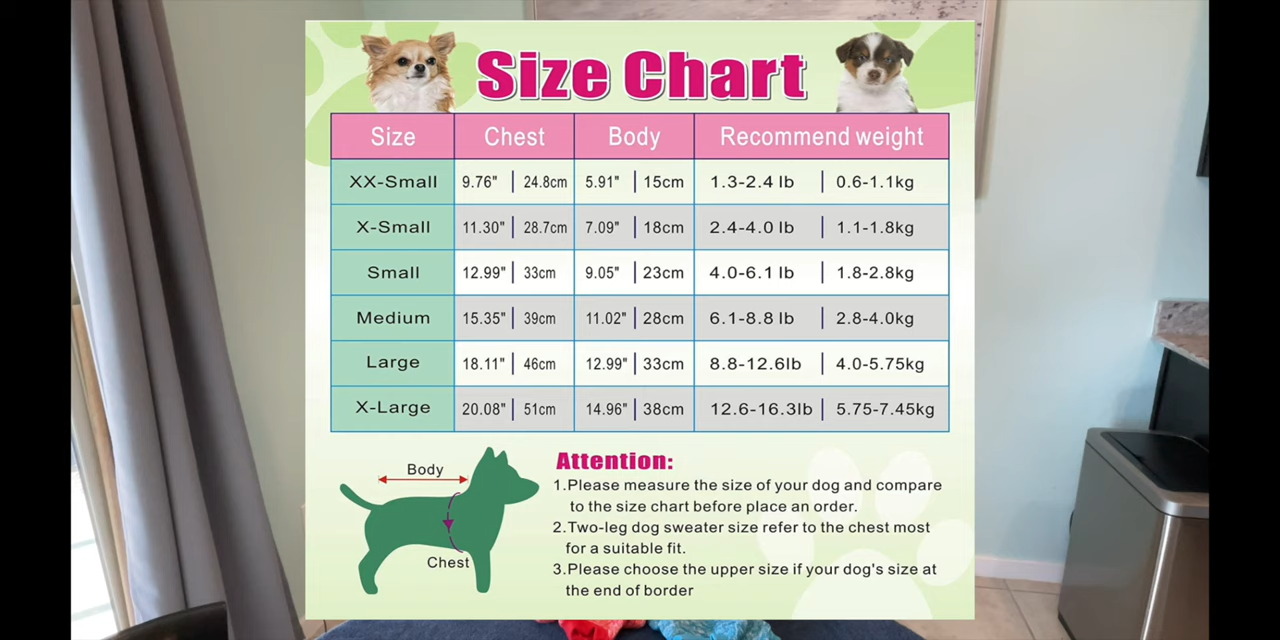 Size Chart
Size Chest Body Recommend weight
XX-Small 9.76" | 24.8cm 5.91" | 15cm 1.3-2.4 lb | 0.6-1.1kg
X-Small 11.30" | 28.7cm 7.09" | 18cm 2.4-4.0 lb | 1.1-1.8kg
Small 12.99" | 33cm 9.05" | 23cm 4.0-6.1 lb | 1.8-2.8kg
Medium 15.35" | 39cm 11.02" | 28cm 6.1-8.8 lb | 2.8-4.0kg
Large 18.11" | 46cm 12.99" | 33cm 8.8-12.6lb | 4.0-5.75kg
X-Large 20.08" | 51cm 14.96" | 38cm 12.6-16.3lb | 5.75-7.45kg
Body
Chest
Attention:
1.Please measure the size of your dog and compare
to the size chart before place an order.
2.Two-leg dog sweater size refer to the chest most
for a suitable fit.
3.Please choose the upper size if your dog's size at
the end of border